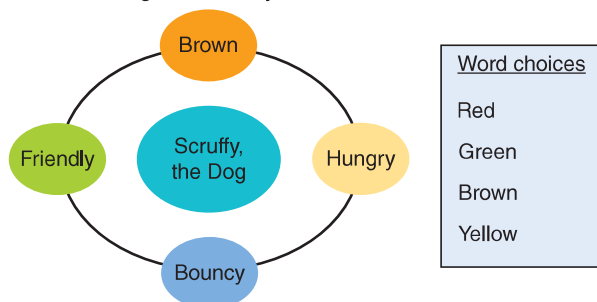 Brown
Friendly
Scruffy,
the Dog
Hungry
Bouncy
Word choices
Red
Green
Brown
Yellow